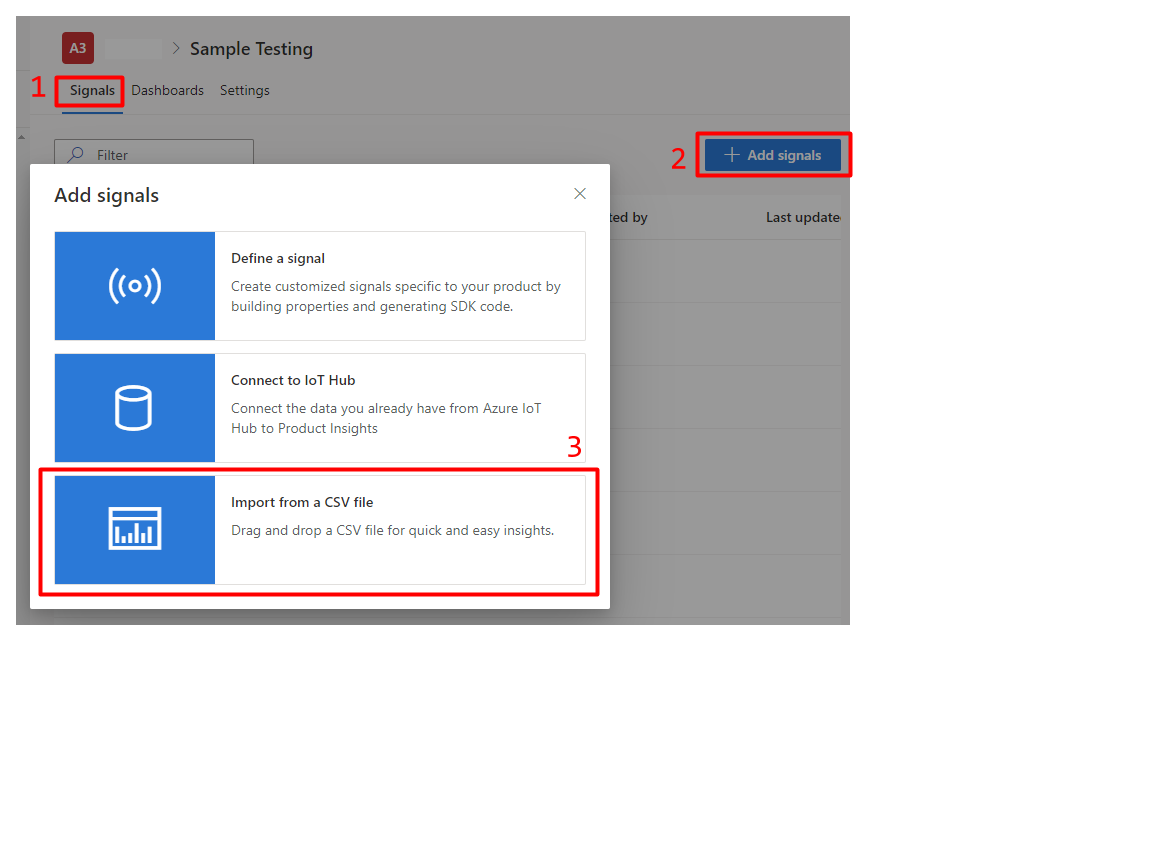 A3 Sample Testing
1 Signals Dashboards Settings
Filter
2 Add signals
Add signals
ted by
Last update
Define a signal
Create customized signals specific to your product by
building properties and generating SDK code.
Connect to IoT Hub
Connect the data you already have from Azure IoT
Hub to Product Insights
3
Import from a CSV file
Drag and drop a CSV file for quick and easy insights.